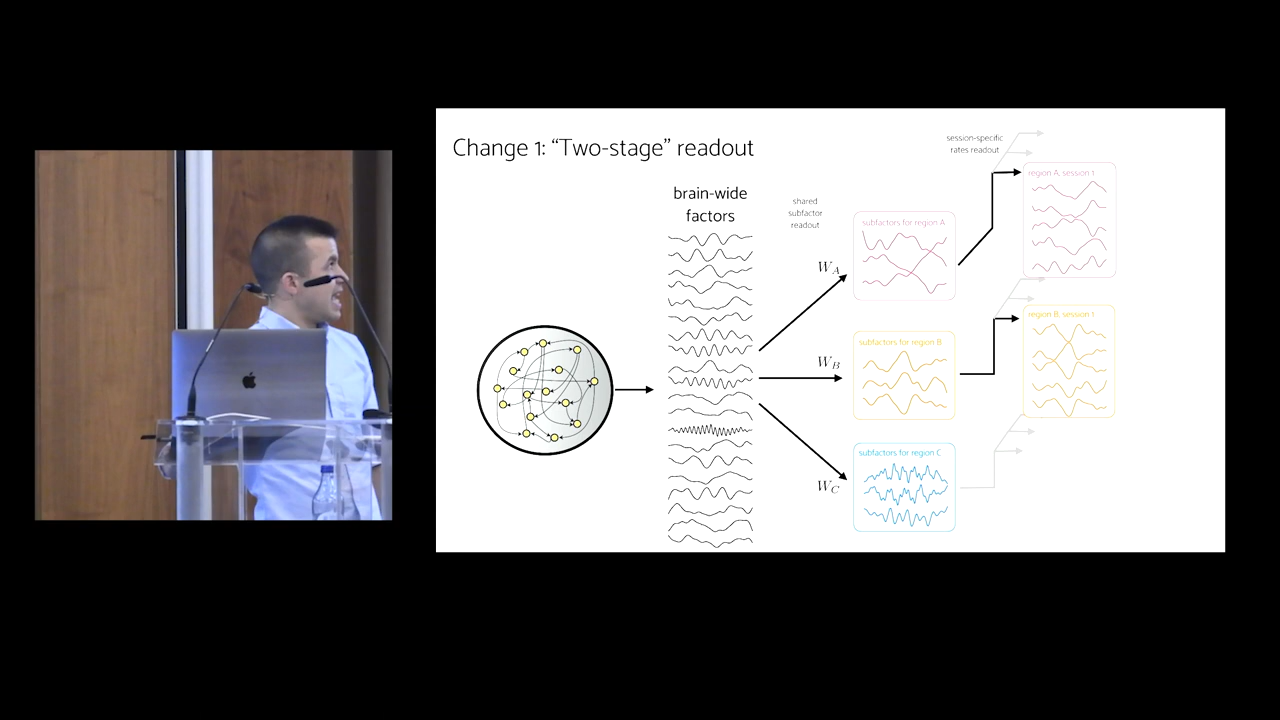 Change 1: “Two-stage” readout
brain-wide
factors
shared
subfactor
readout
session-specific
rates readout
W_A
W_B
W_C
subfactors for region A
subfactors for region B
subfactors for region C
region A, session 1
region B, session 1